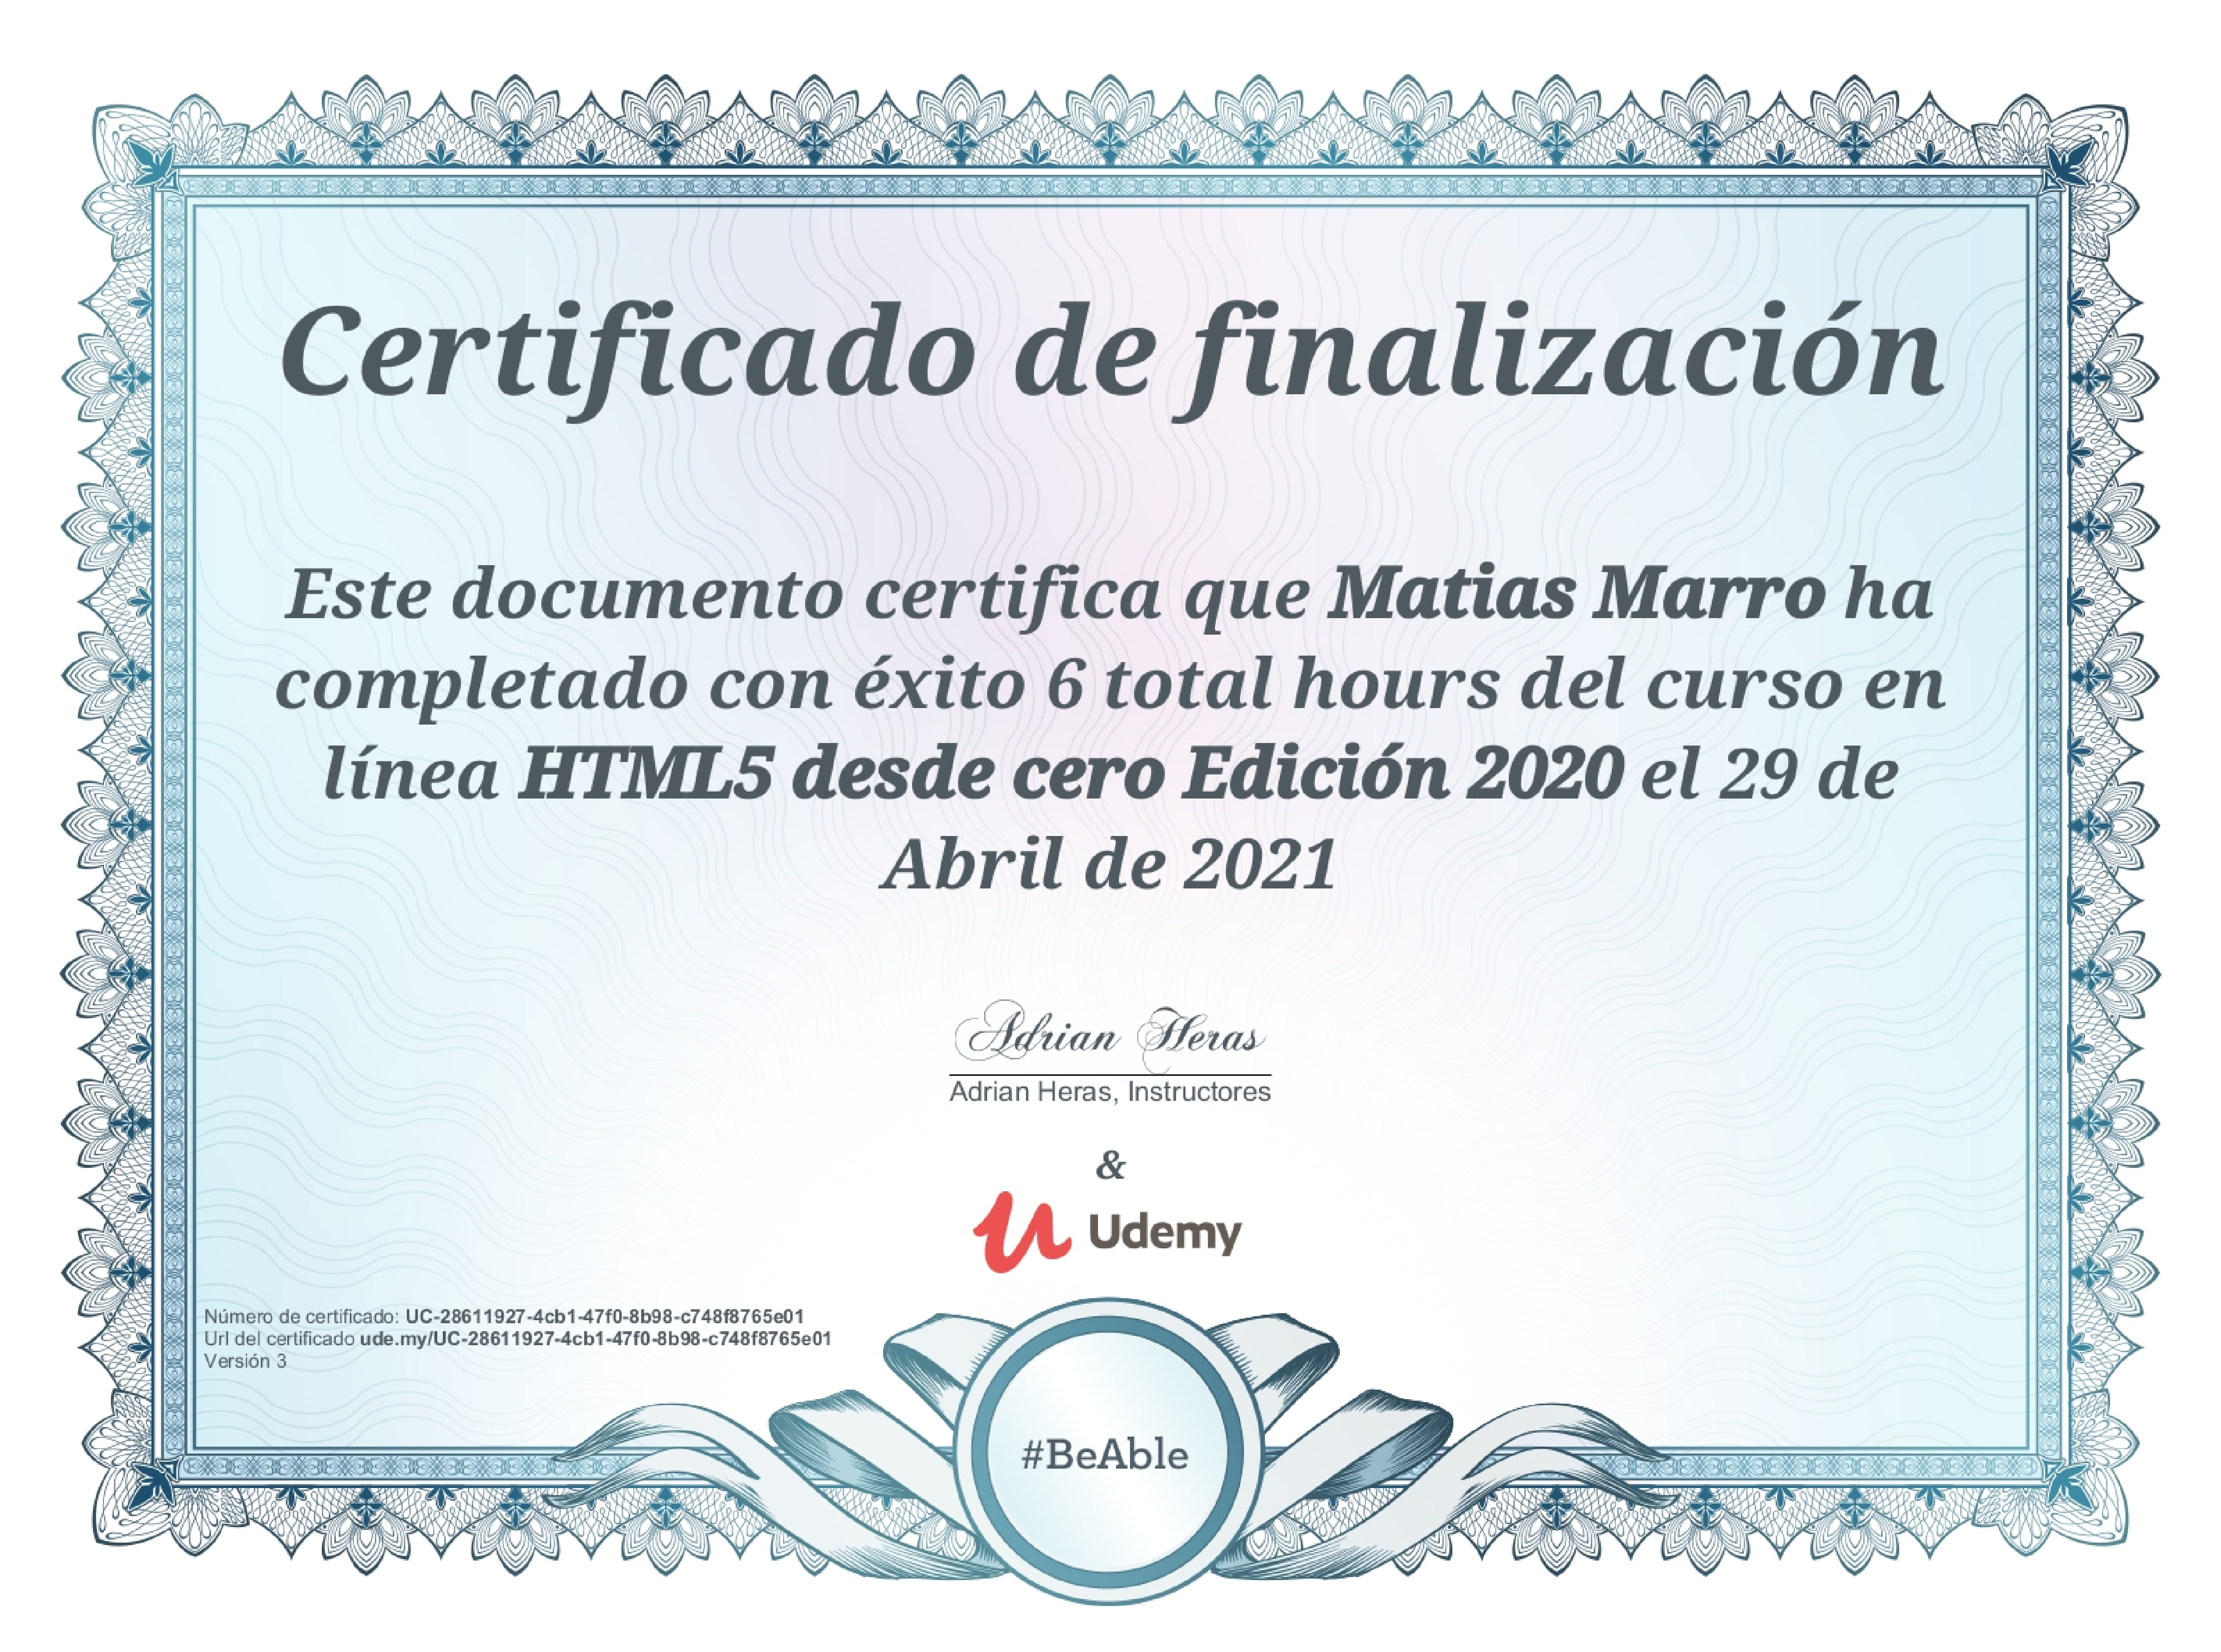 Certificado de finalización
Este documento certifica que Matias Marro ha
completado con éxito 6 total hours del curso en
línea HTML5 desde cero Edición 2020 el 29 de
Abril de 2021
Adrian Heras
Adrian Heras, Instructores
&
Udemy
Número de certificado: UC-28611927-4cb1-47f0-8b98-c748f8765e01
Url del certificado ude.my/UC-28611927-4cb1-47f0-8b98-c748f8765e01
Versión 3
#BeAble